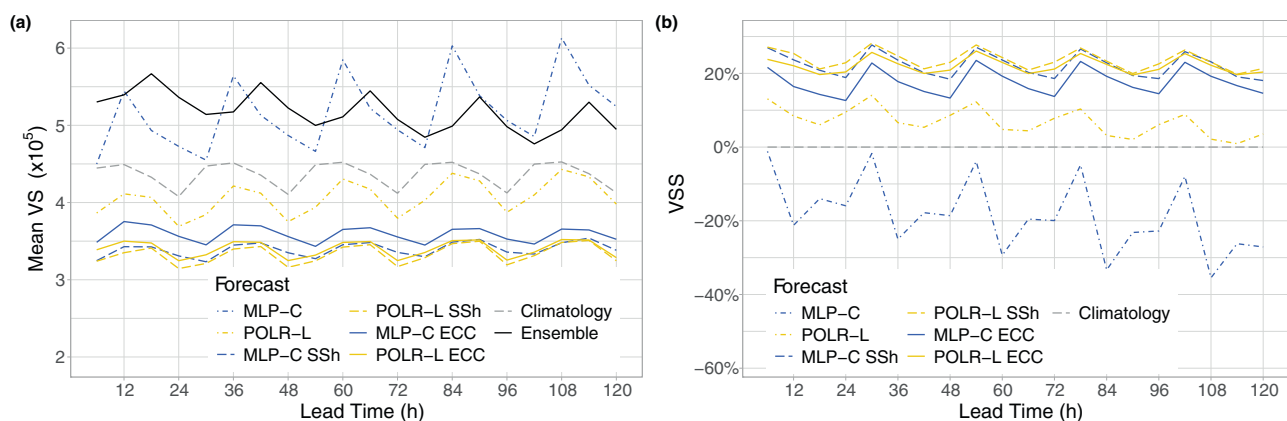 (a)
Mean VS (x10⁵)
6
5
4
3
2
Forecast
MLP−C
POLR−L
MLP−C SSh
POLR−L SSh
MLP−C ECC
POLR−L ECC
Climatology
Ensemble
12 24 36 48 60 72 84 96 108 120
Lead Time (h)
(b)
VSS
20%
0%
−20%
−40%
−60%
Forecast
MLP−C
POLR−L
MLP−C SSh
POLR−L SSh
MLP−C ECC
POLR−L ECC
Climatology
12 24 36 48 60 72 84 96 108 120
Lead Time (h)